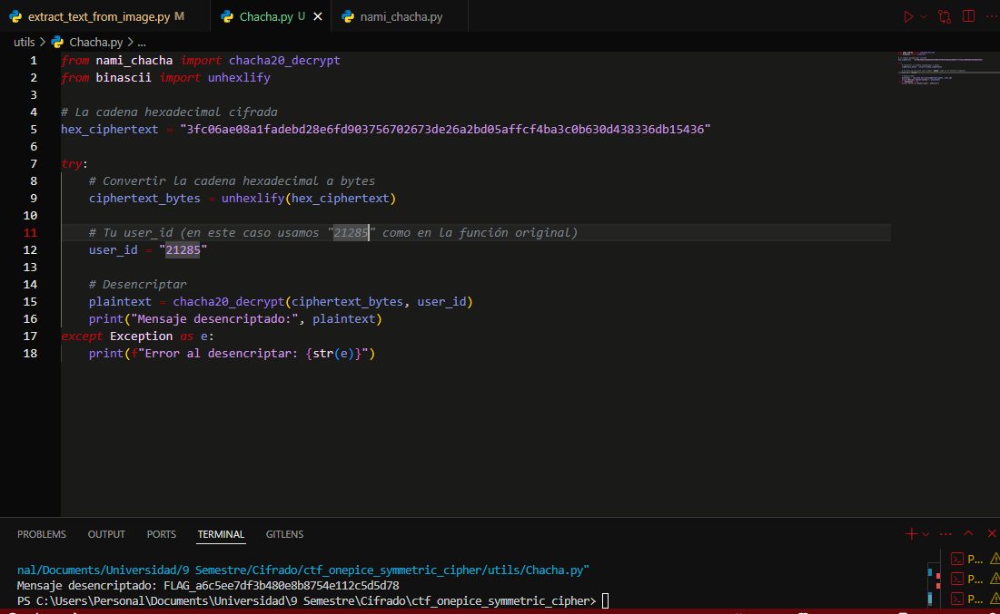 extract_text_from_image.py M
Chacha.py U
nami_chacha.py
utils > Chacha.py > ...
1 from nami_chacha import chacha20_decrypt
2 from binascii import unhexlify
3
4 # La cadena hexadecimal cifrada
5 hex_ciphertext = "3fc06ae08a1fadebd28e6fd903756702673de26a2bd05affcf4ba3c0b630d438336db15436"
6
7 try:
8 # Convertir la cadena hexadecimal a bytes
9 ciphertext_bytes = unhexlify(hex_ciphertext)
10
11 # Tu user_id (en este caso usamos "21285" como en la función original)
12 user_id = "21285"
13
14 # Desencriptar
15 plaintext = chacha20_decrypt(ciphertext_bytes, user_id)
16 print("Mensaje desencriptado:", plaintext)
17 except Exception as e:
18 print(f"Error al desencriptar: {str(e)}")
PROBLEMS OUTPUT PORTS TERMINAL GITLENS
nal/Documents/Universidad/9 Semestre/Cifrado/ctf_onepice_symmetric_cipher/utils/Chacha.py"
Mensaje desencriptado: FLAG_a6c5ee7df3b480e8b8754e112c5d5d78
PS C:\Users\Personal\Documents\Universidad\9 Semestre\Cifrado\ctf_onepice_symmetric_cipher>
P...
P...
P...